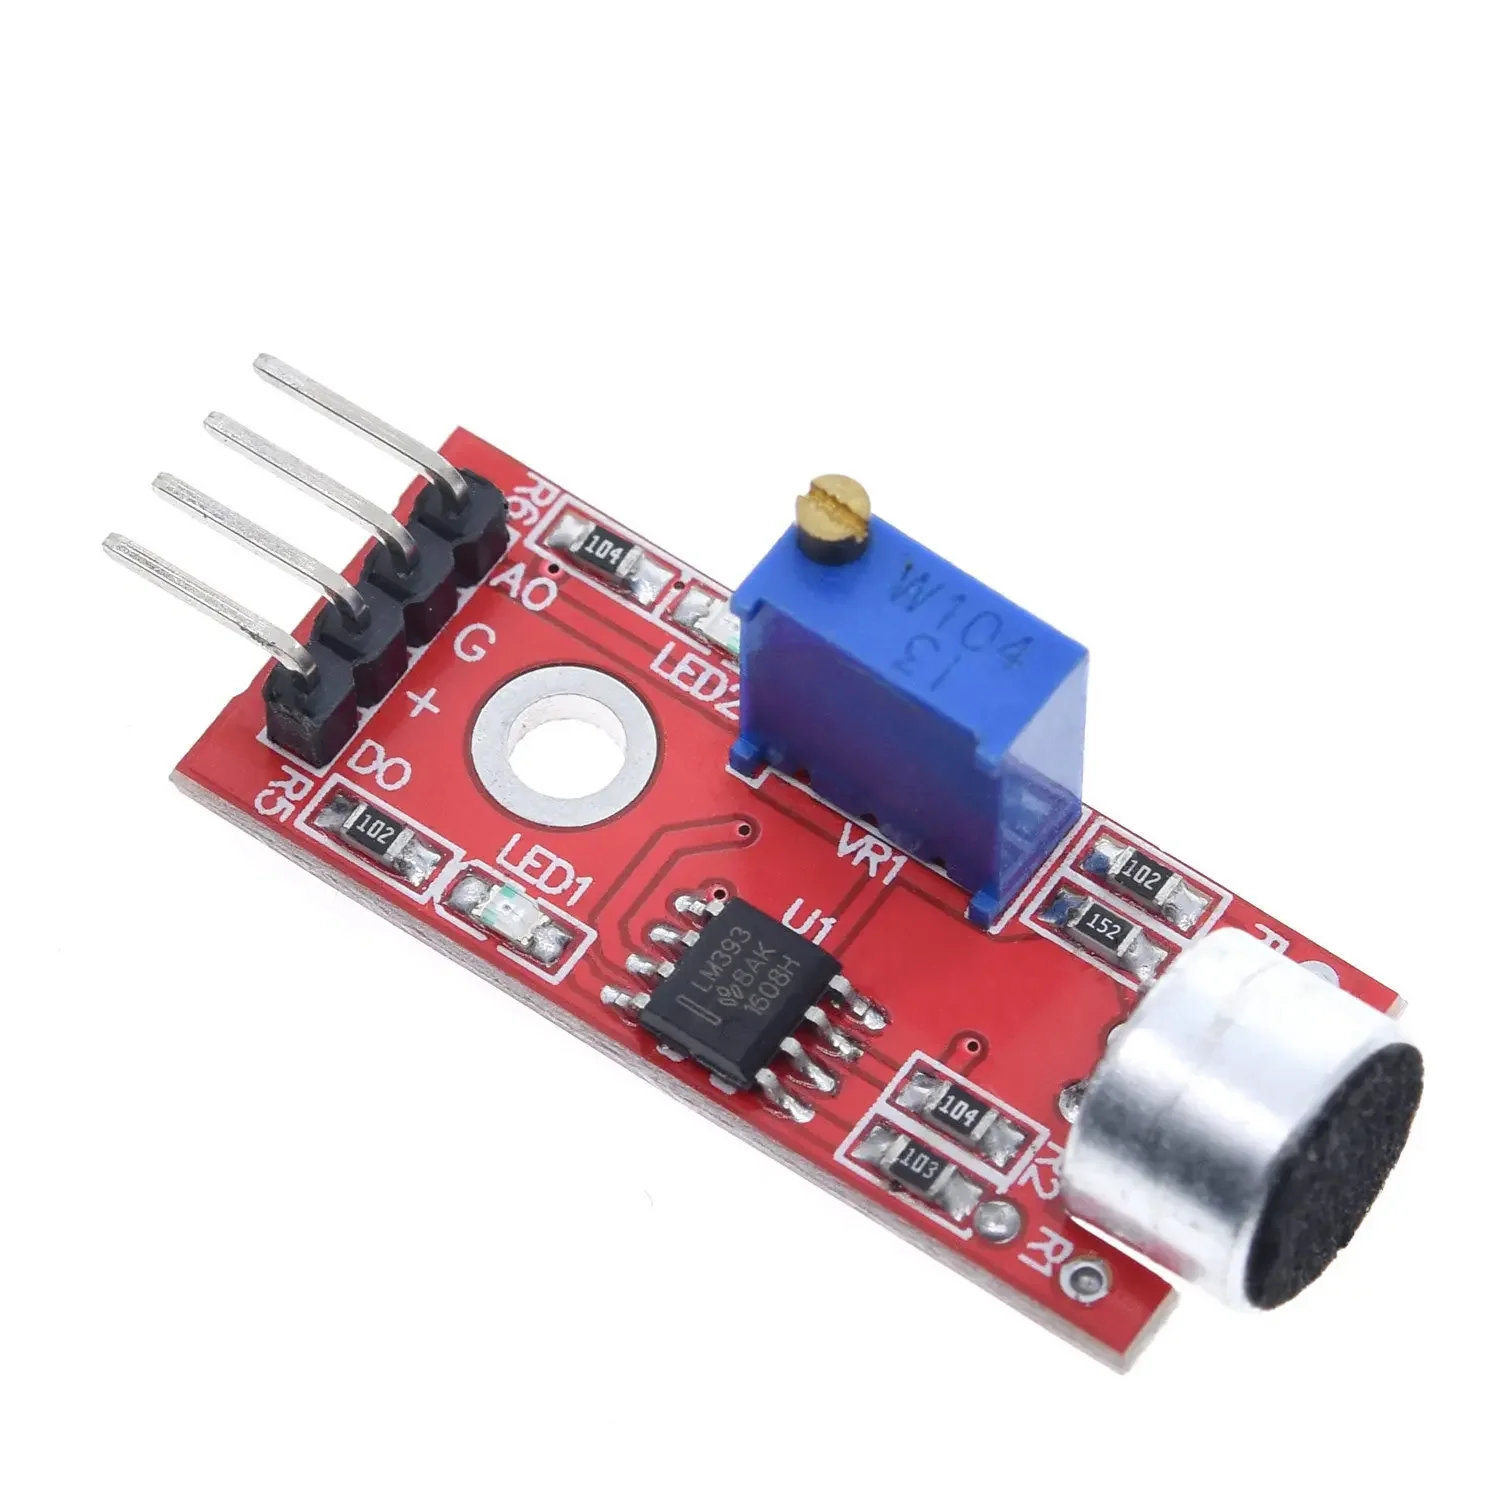 R6
104
AO
G
+
DO
R5
102
LED2
LED1
W104
VR1
U1
LM393
8AK
1608H
102
152
104
103
R2
R1